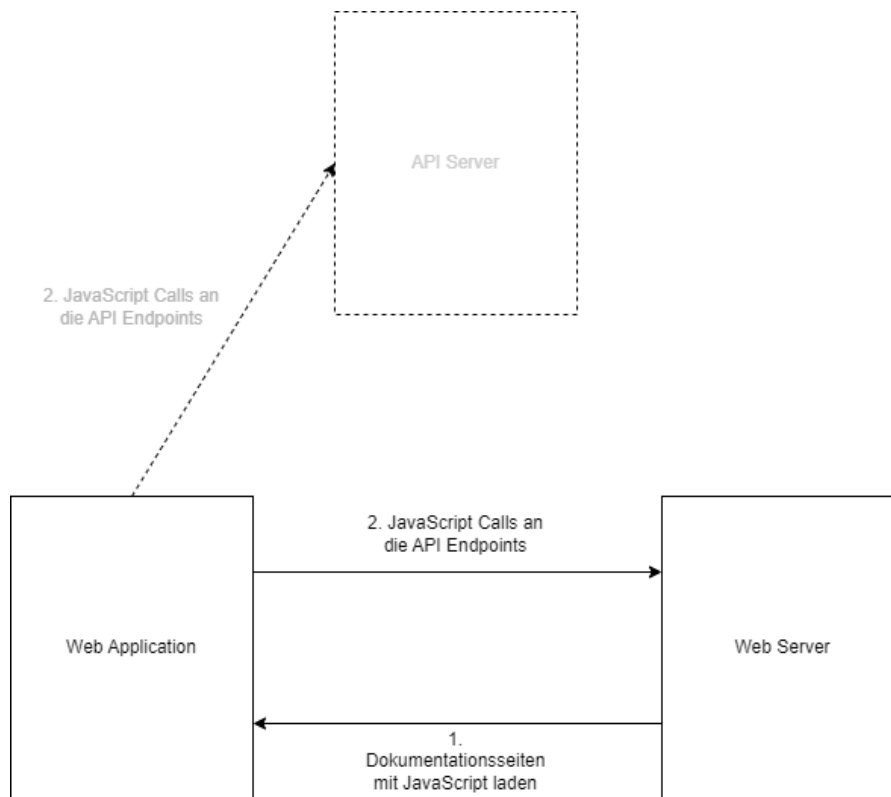 API Server
2. JavaScript Calls an
die API Endpoints
2. JavaScript Calls an
die API Endpoints
Web Application
Web Server
1.
Dokumentationsseiten
mit JavaScript laden